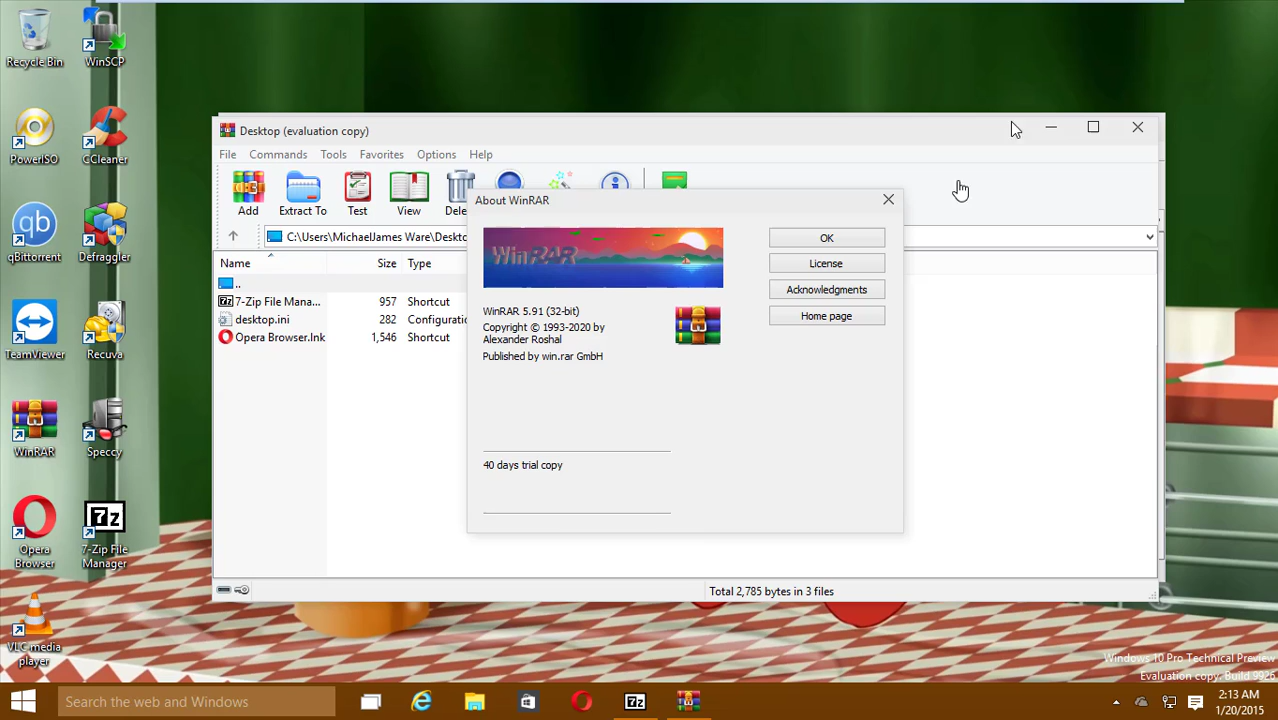 Recycle Bin
WinSCP
PowerISO
CCleaner
qBittorrent
Defraggler
TeamViewer
Recuva
WinRAR
Speccy
Opera
Browser
7-Zip File
Manager
VLC media
player
Desktop (evaluation copy)
File Commands Tools Favorites Options Help
Add Extract To Test View Dele
C:\Users\MichaelJames Ware\Deskto
Name Size Type
..
7-Zip File Mana... 957 Shortcut
desktop.ini 282 Configuratio
Opera Browser.lnk 1,546 Shortcut
Total 2,785 bytes in 3 files
About WinRAR
WinRAR
WinRAR 5.91 (32-bit)
Copyright © 1993-2020 by
Alexander Roshal
Published by win.rar GmbH
40 days trial copy
OK
License
Acknowledgments
Home page
Windows 10 Pro Technical Preview
Evaluation copy. Build 9926
Search the web and Windows
2:13 AM
1/20/2015